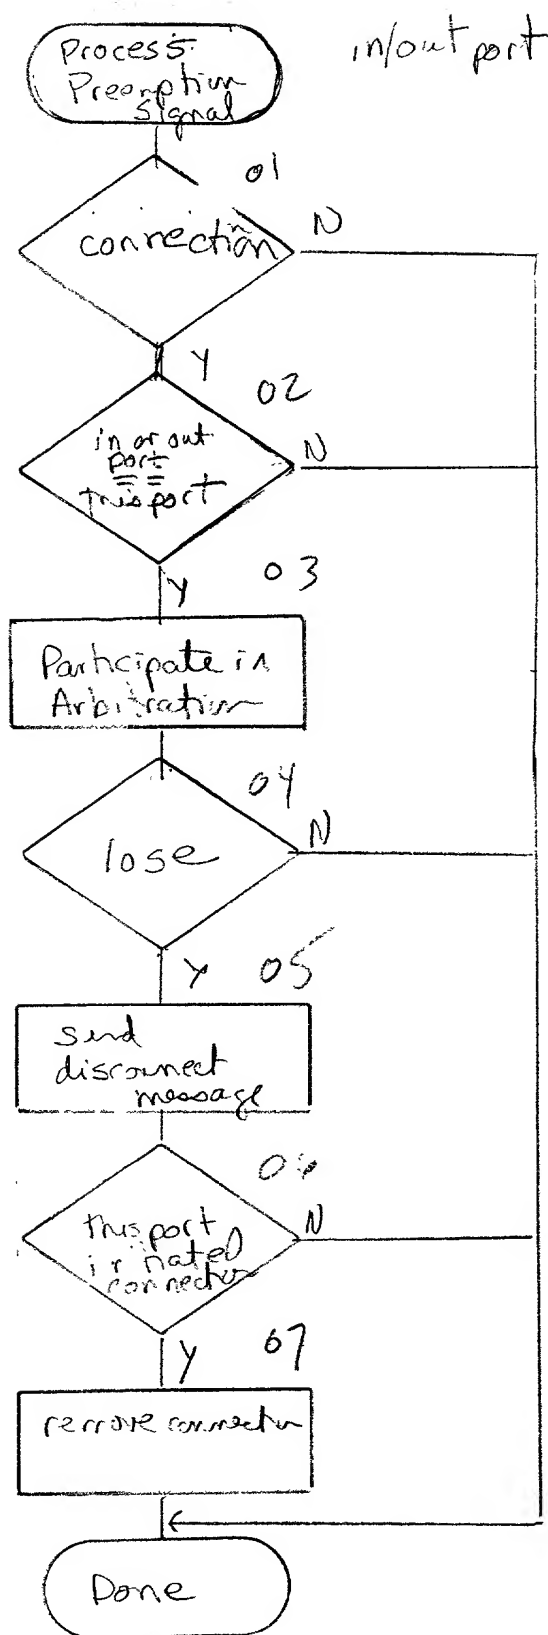 Process
in/out port
Preemption
Signal
01
connection
N
Y
02
in or out
port
N
==
this port
Y
03
Participate in
Arbitration
04
lose
N
Y
05
send
disconnect
message
06
this port
N
initiated
connection
Y
07
remove connection
Done